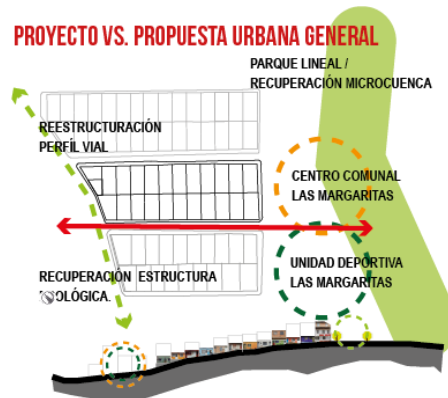 PROYECTO VS. PROPUESTA URBANA GENERAL
PARQUE LINEAL /
RECUPERACIÓN MICROCUENCA
REESTRUCTURACIÓN
PERFÍL VIAL
CENTRO COMUNAL
LAS MARGARITAS
UNIDAD DEPORTIVA
LAS MARGARITAS
RECUPERACIÓN ESTRUCTURA